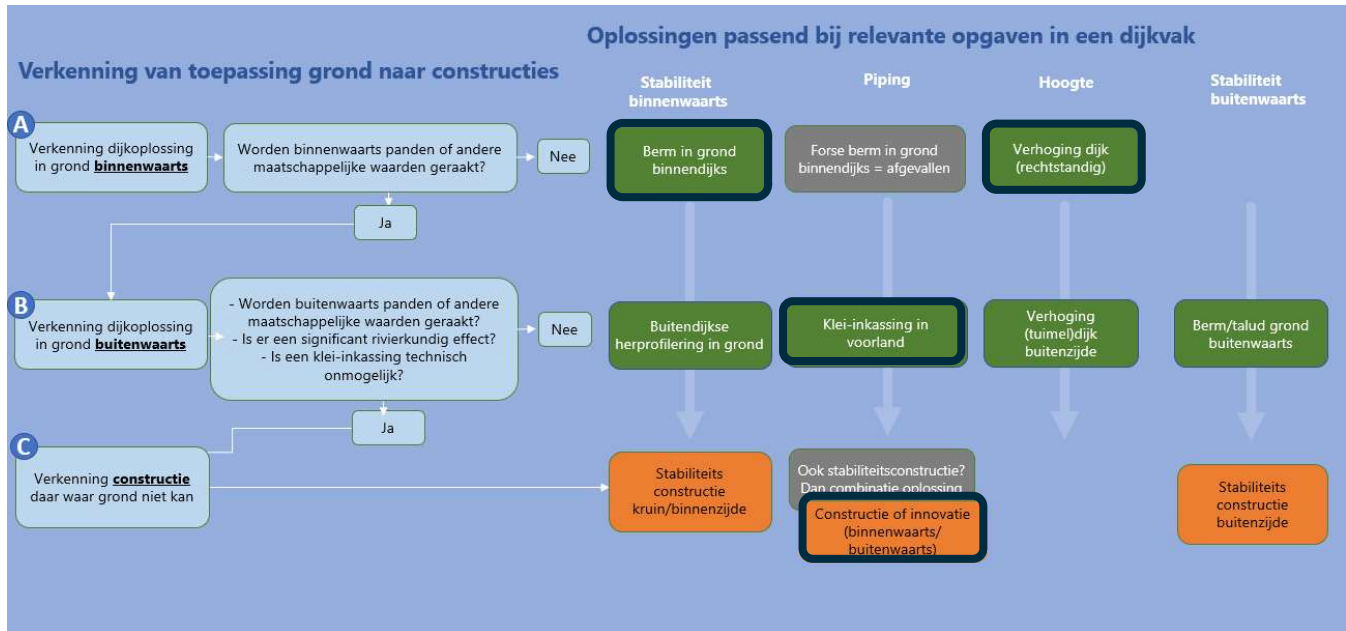 Oplossingen passend bij relevante opgaven in een dijkvak
Verkenning van toepassing grond naar constructies
Stabiliteit
binnenwaarts
Piping
Hoogte
Stabiliteit
buitenwaarts
A
Verkenning dijkoplossing
in grond binnenwaarts
Worden binnenwaarts panden of andere
maatschappelijke waarden geraakt?
Nee
Berm in grond
binnendijks
Forse berm in grond
binnendijks = afgevallen
Verhoging dijk
(rechtstandig)
Ja
B
Verkenning dijkoplossing
in grond buitenwaarts
- Worden buitenwaarts panden of andere
maatschappelijke waarden geraakt?
- Is er een significant rivierkundig effect?
- Is een klei-inkassing technisch
onmogelijk?
Nee
Buitendijkse
herprofilering in grond
Klei-inkassing in
voorland
Verhoging
(tuimel)dijk
buitenzijde
Berm/talud grond
buitenwaarts
Ja
C
Verkenning constructie
daar waar grond niet kan
Stabiliteits
constructie
kruin/binnenzijde
Ook stabiliteitsconstructie?
Dan combinatie oplossing
Constructie of innovatie
(binnenwaarts/
buitenwaarts)
Stabiliteits
constructie
buitenzijde